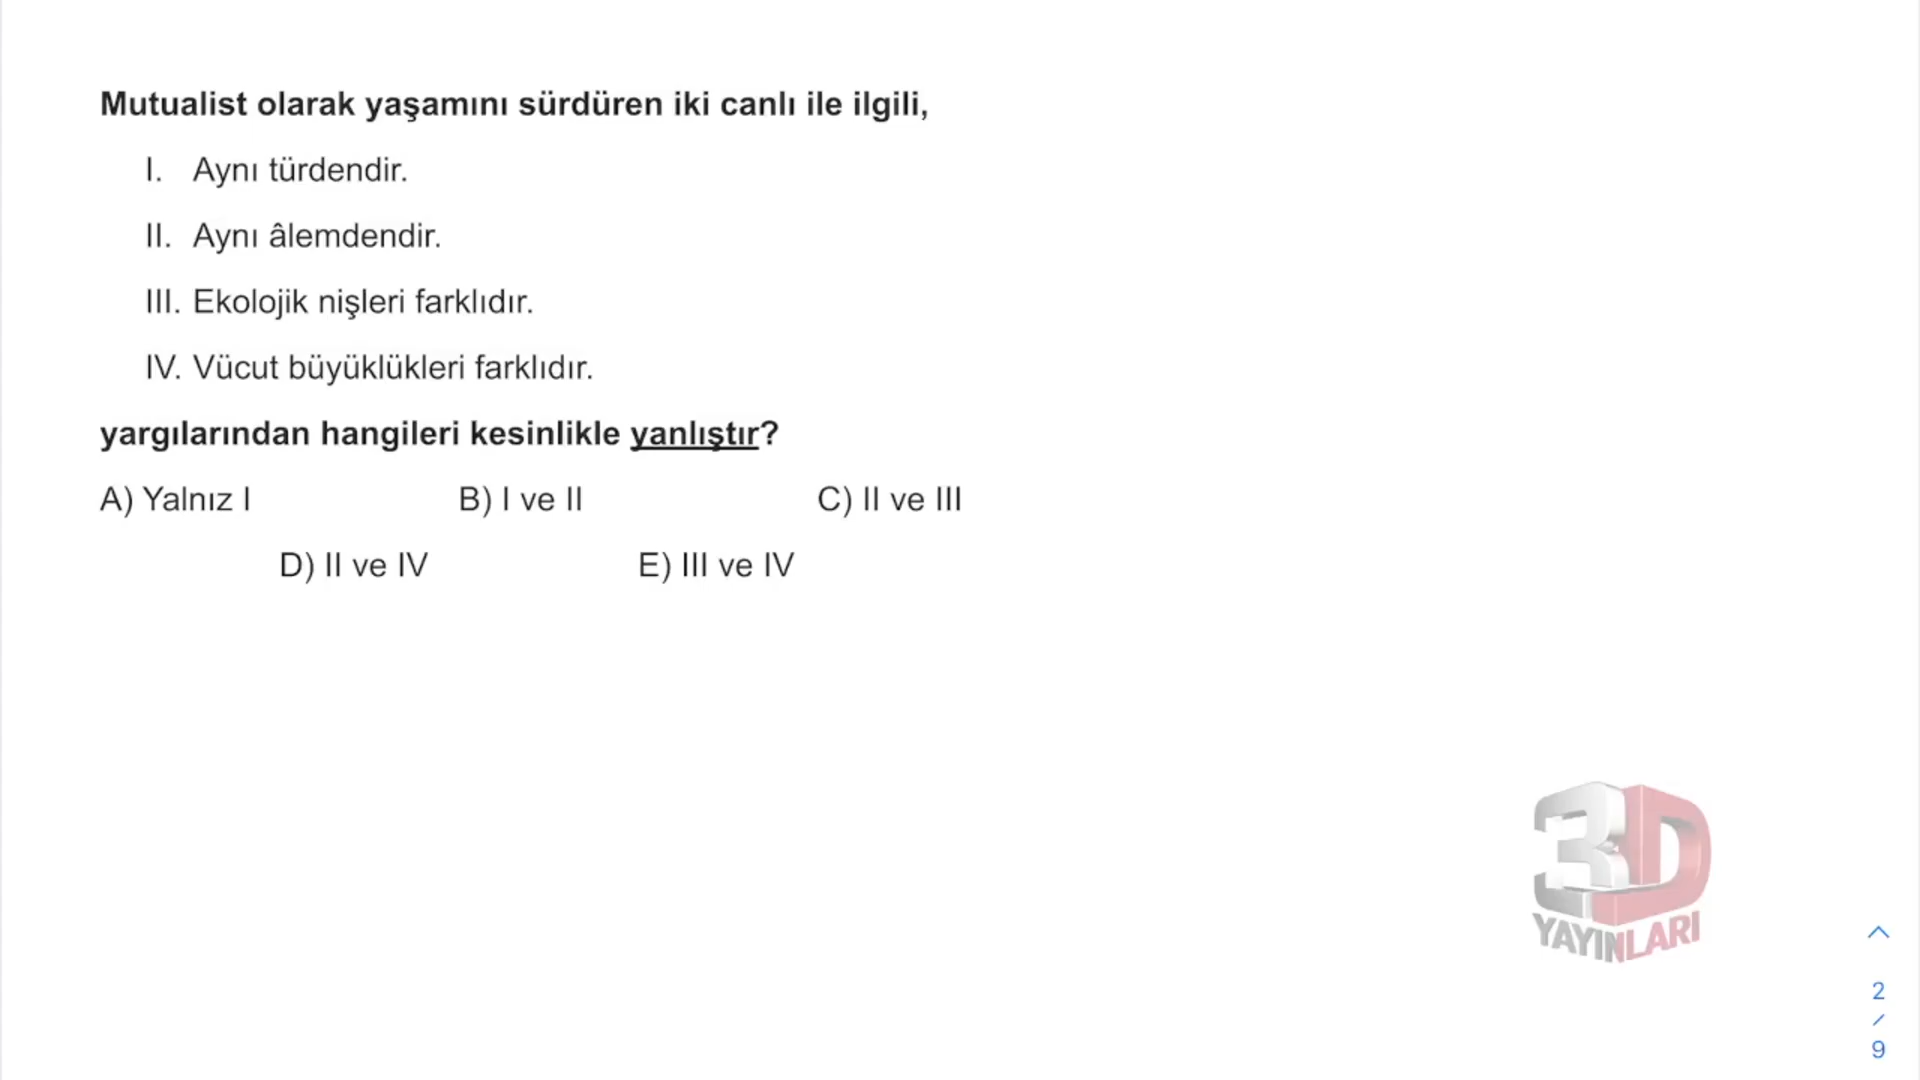 Mutualist olarak yaşamını sürdüren iki canlı ile ilgili,
I. Aynı türdendir.
II. Aynı âlemdendir.
III. Ekolojik nişleri farklıdır.
IV. Vücut büyüklükleri farklıdır.
yargılarından hangileri kesinlikle yanlıştır?
A) Yalnız I B) I ve II C) II ve III
D) II ve IV E) III ve IV
3D
YAYINLARI
2
/
9